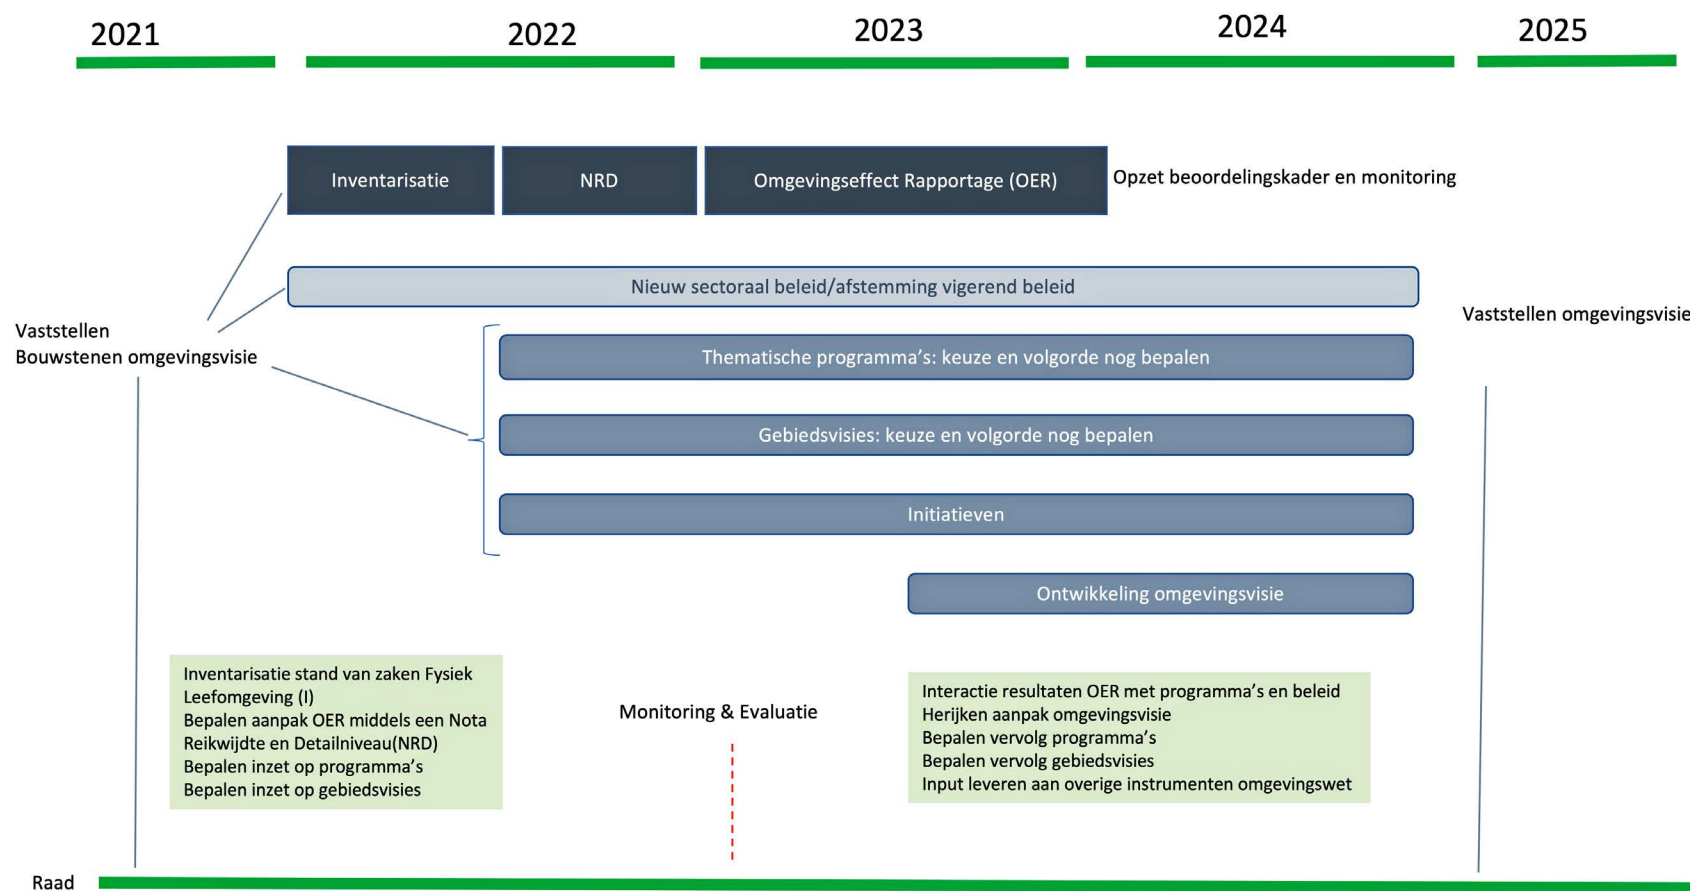 2021
2022
2023
2024
2025
Inventarisatie
NRD
Omgevingseffect Rapportage (OER)
Opzet beoordelingskader en monitoring
Nieuw sectoraal beleid/afstemming vigerend beleid
Vaststellen
Bouwstenen omgevingsvisie
Vaststellen omgevingsvisie
Thematische programma's: keuze en volgorde nog bepalen
Gebiedsvisies: keuze en volgorde nog bepalen
Initiatieven
Ontwikkeling omgevingsvisie
Inventarisatie stand van zaken Fysiek
Leefomgeving (I)
Bepalen aanpak OER middels een Nota
Reikwijdte en Detailniveau(NRD)
Bepalen inzet op programma's
Bepalen inzet op gebiedsvisies
Monitoring & Evaluatie
Interactie resultaten OER met programma's en beleid
Herijken aanpak omgevingsvisie
Bepalen vervolg programma's
Bepalen vervolg gebiedsvisies
Input leveren aan overige instrumenten omgevingswet
Raad